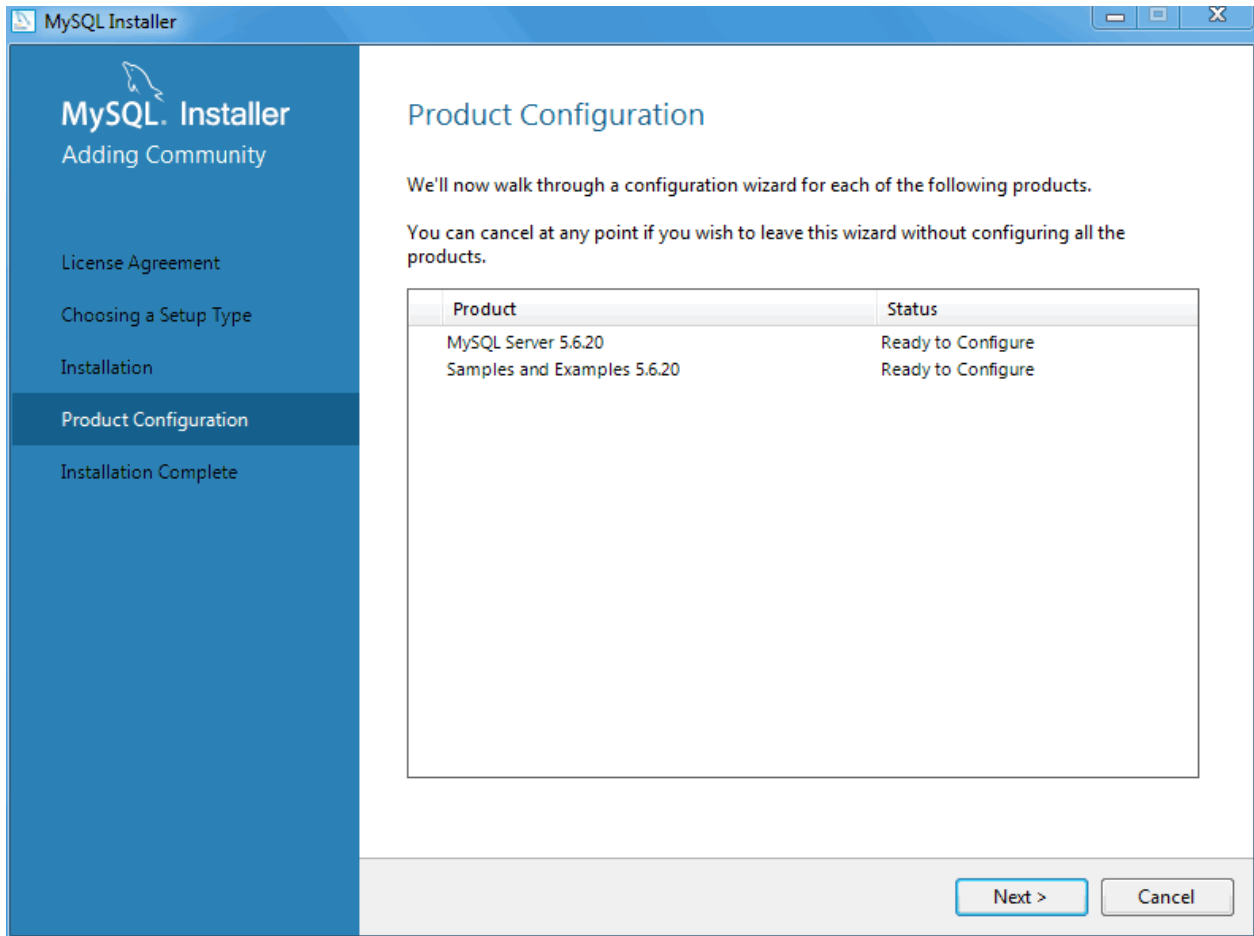 MySQL Installer
MySQL. Installer
Adding Community
License Agreement
Choosing a Setup Type
Installation
Product Configuration
Installation Complete
Product Configuration
We'll now walk through a configuration wizard for each of the following products.
You can cancel at any point if you wish to leave this wizard without configuring all the
products.
Product Status
MySQL Server 5.6.20 Ready to Configure
Samples and Examples 5.6.20 Ready to Configure
Next > Cancel